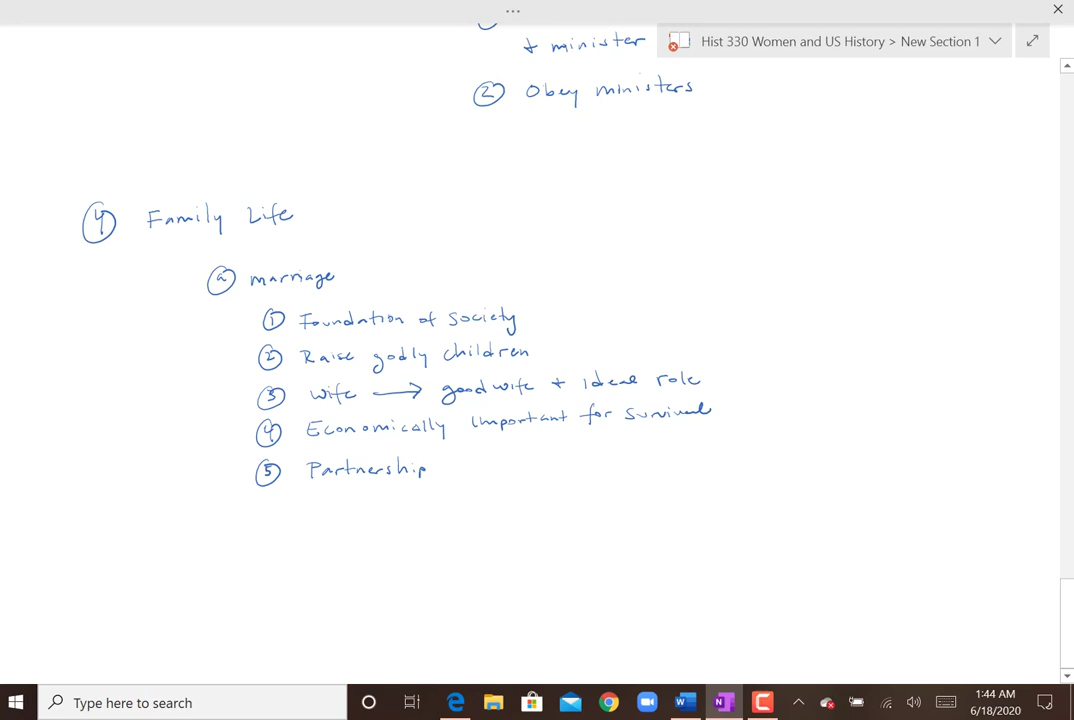 Hist 330 Women and US History > New Section 1
+ minister
② Obey ministers
④ Family Life
ⓐ marriage
① Foundation of society
② Raise godly children
③ wife → goodwife + ideal role
④ Economically important for survival
⑤ Partnership
Type here to search
1:44 AM
6/18/2020